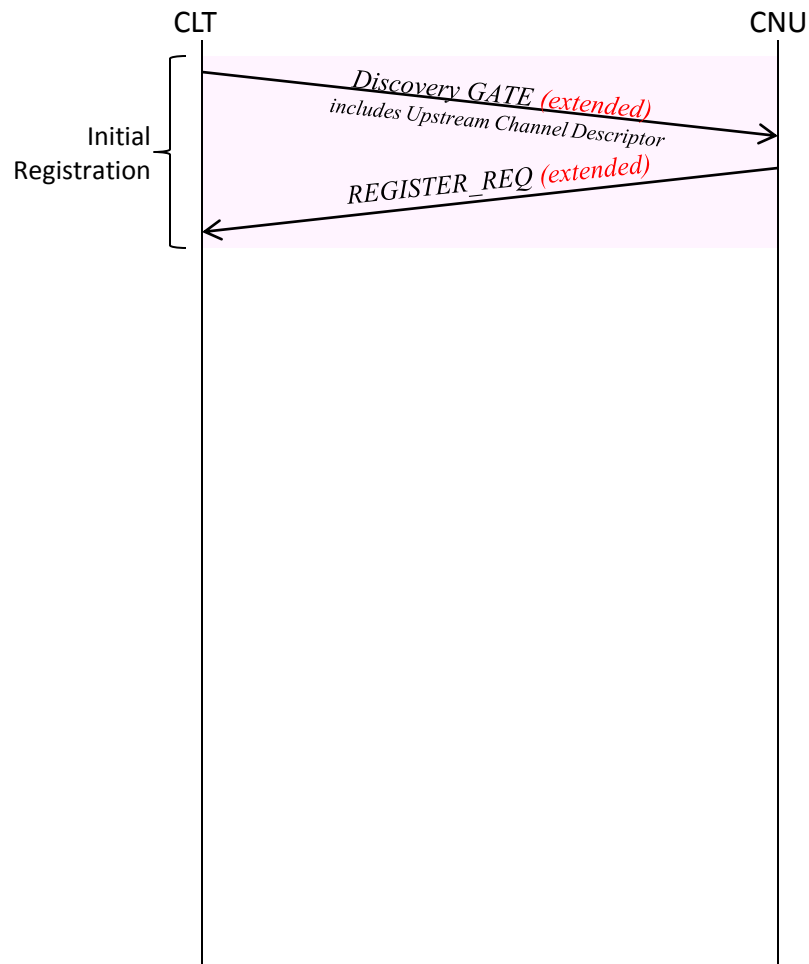 CLT
CNU
Discovery GATE (extended)
includes Upstream Channel Descriptor
Initial
Registration
REGISTER_REQ (extended)